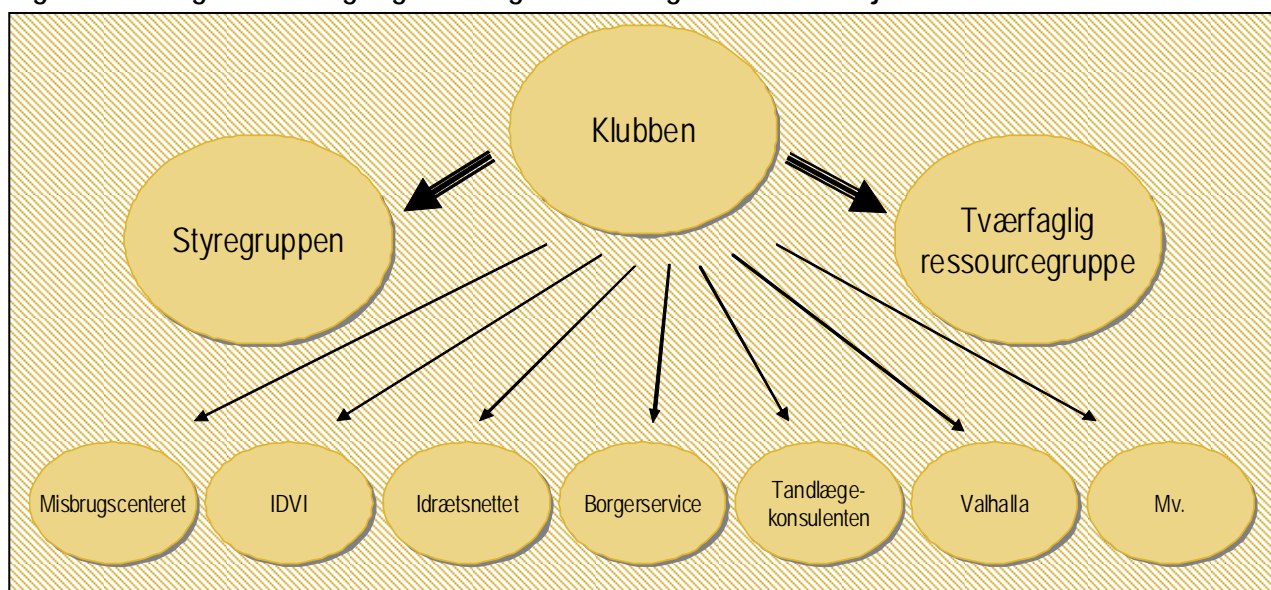 Klubben
Styregruppen
Tværfaglig
ressourcegruppe
Misbrugscenteret
IDVI
Idrætsnettet
Borgerservice
Tandlæge-
konsulenten
Valhalla
Mv.